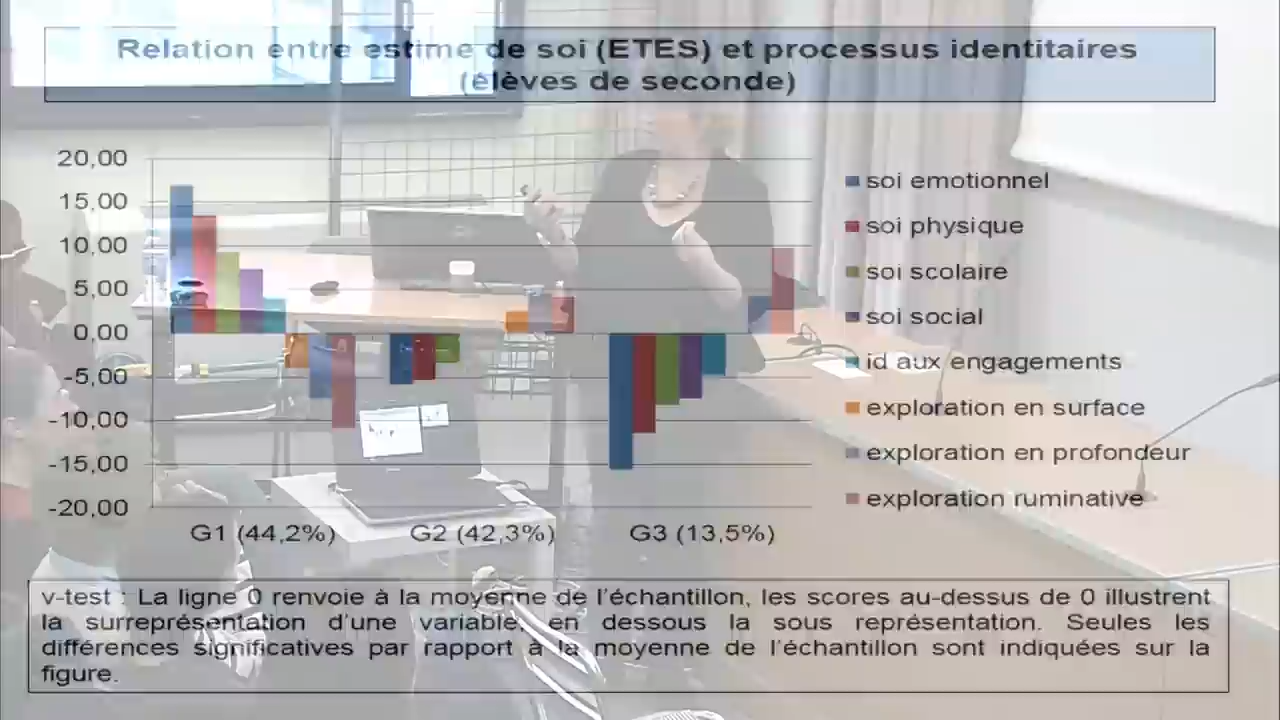 Relation entre estime de soi (ETES) et processus identitaires
(élèves de seconde)
20,00
15,00
10,00
5,00
0,00
-5,00
-10,00
-15,00
-20,00
G1 (44,2%)
G2 (42,3%)
G3 (13,5%)
soi emotionnel
soi physique
soi scolaire
soi social
id aux engagements
exploration en surface
exploration en profondeur
exploration ruminative
v-test : La ligne 0 renvoie à la moyenne de l'échantillon, les scores au-dessus de 0 illustrent
la surreprésentation d'une variable, en dessous la sous représentation. Seules les
différences significatives par rapport à la moyenne de l'échantillon sont indiquées sur la
figure.